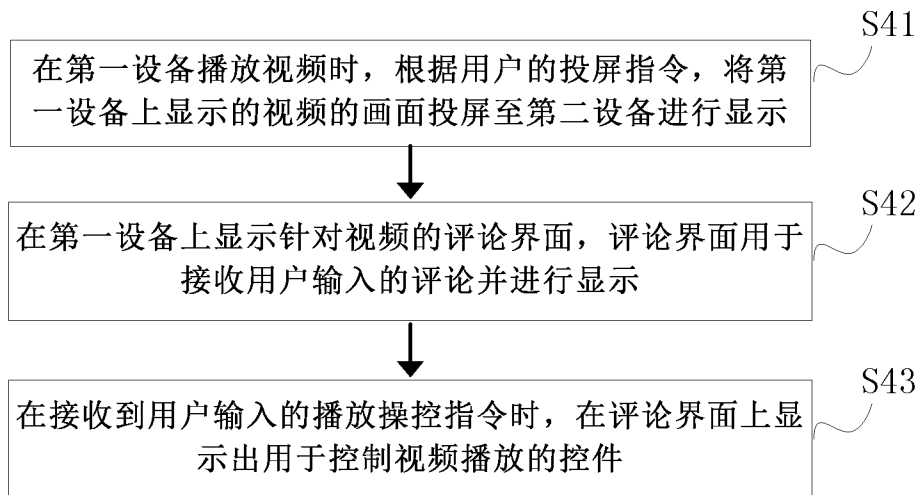 S41
在第一设备播放视频时，根据用户的投屏指令，将第
一设备上显示的视频的画面投屏至第二设备进行显示
S42
在第一设备上显示针对视频的评论界面，评论界面用于
接收用户输入的评论并进行显示
S43
在接收到用户输入的播放操控指令时，在评论界面上显
示出用于控制视频播放的控件